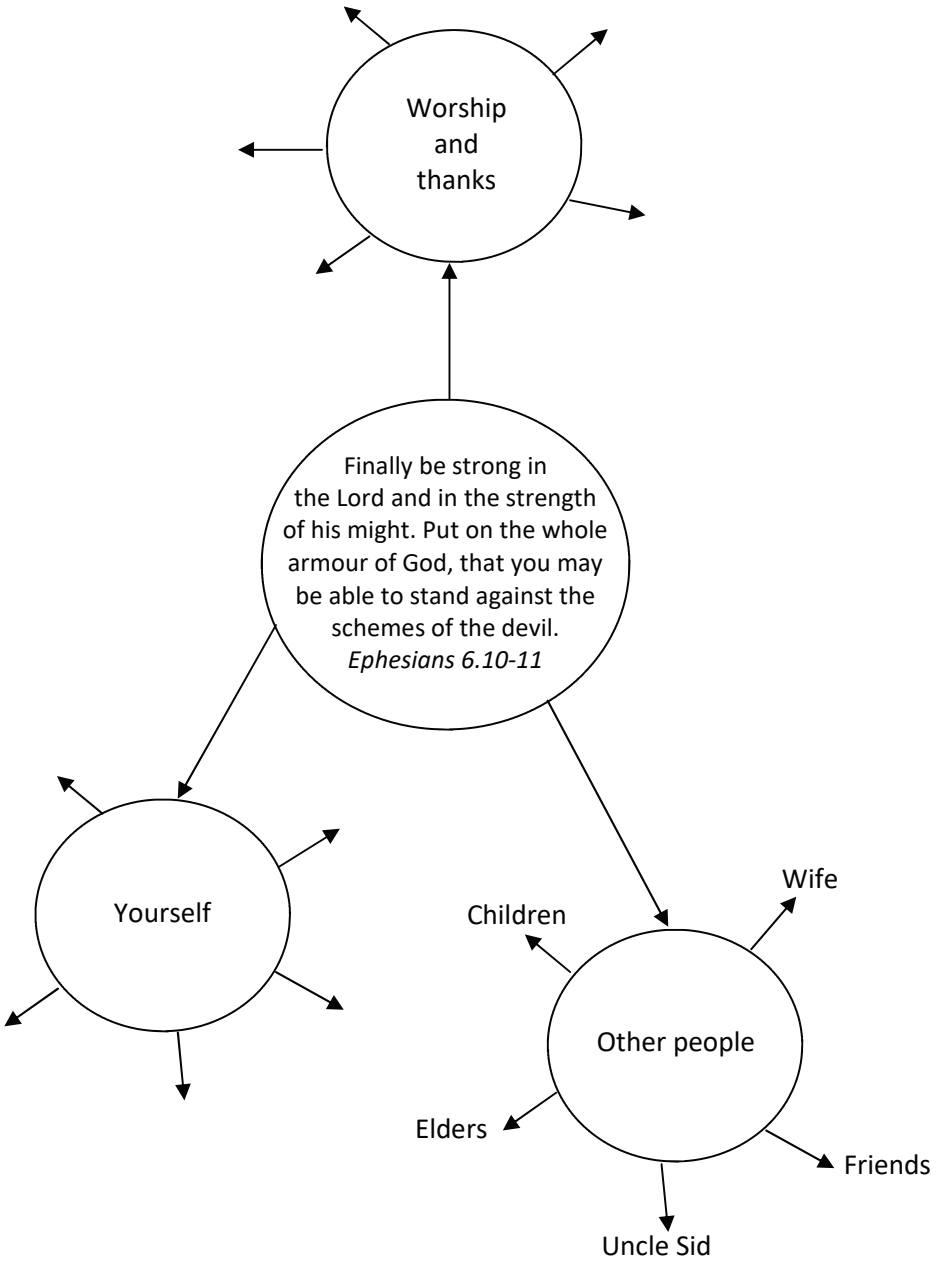 Worship
and
thanks
Finally be strong in
the Lord and in the strength
of his might. Put on the whole
armour of God, that you may
be able to stand against the
schemes of the devil.
Ephesians 6.10-11
Yourself
Wife
Children
Other people
Elders
Friends
Uncle Sid